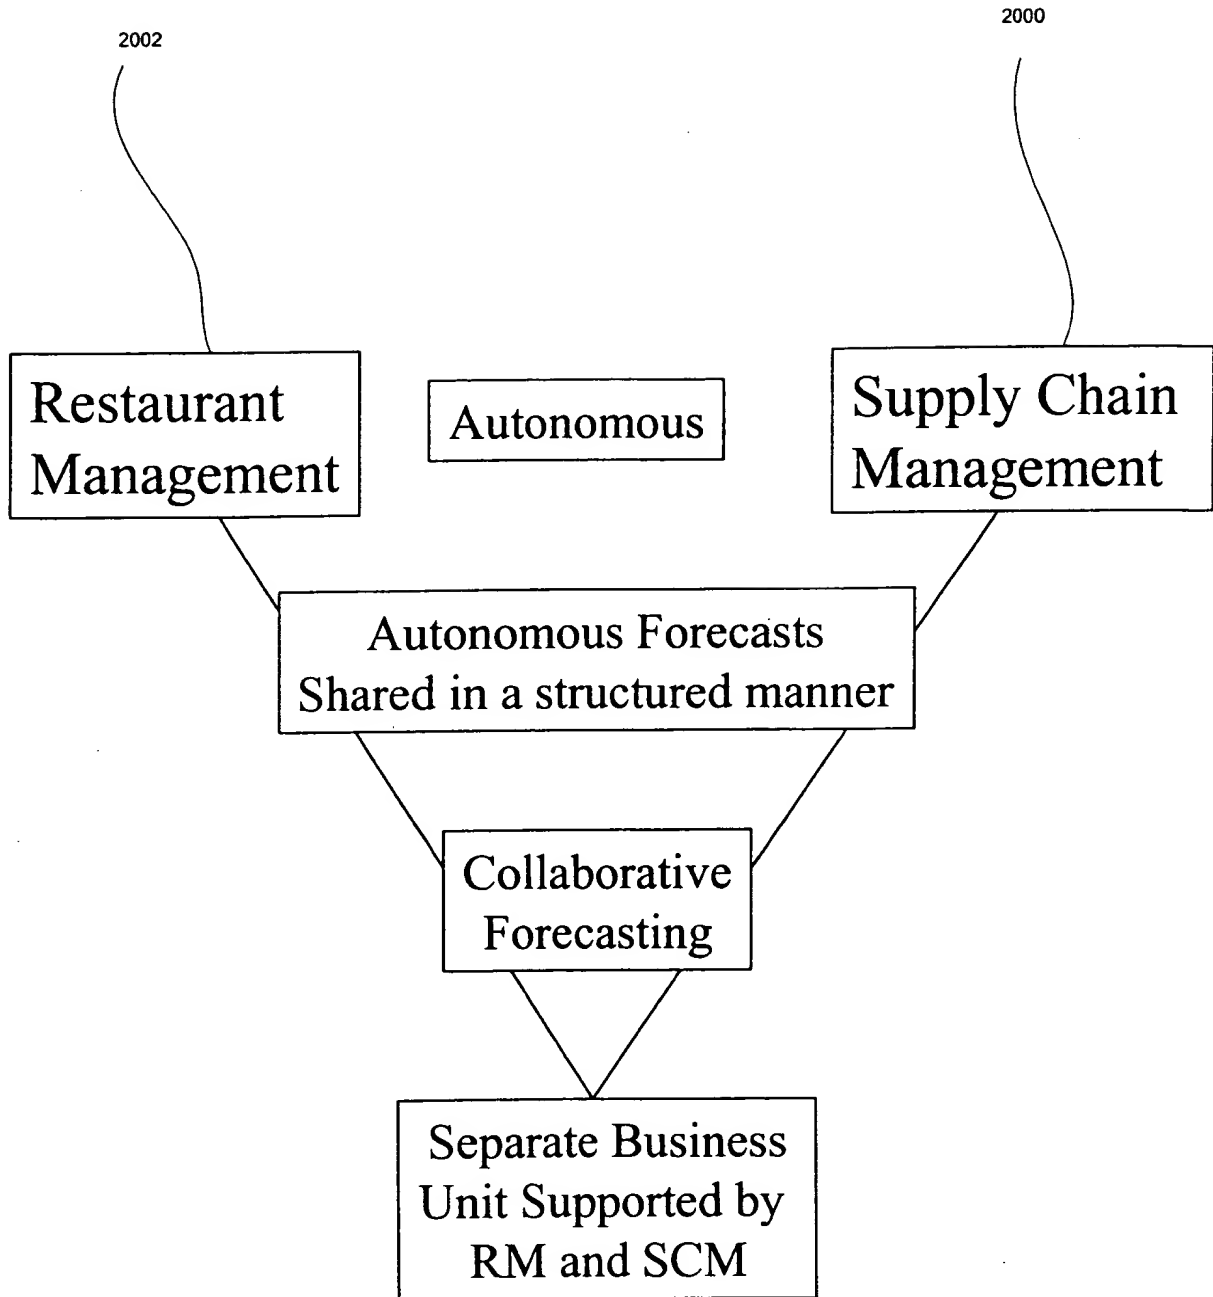 2002
2000
Restaurant
Management
Autonomous
Supply Chain
Management
Autonomous Forecasts
Shared in a structured manner
Collaborative
Forecasting
Separate Business
Unit Supported by
RM and SCM